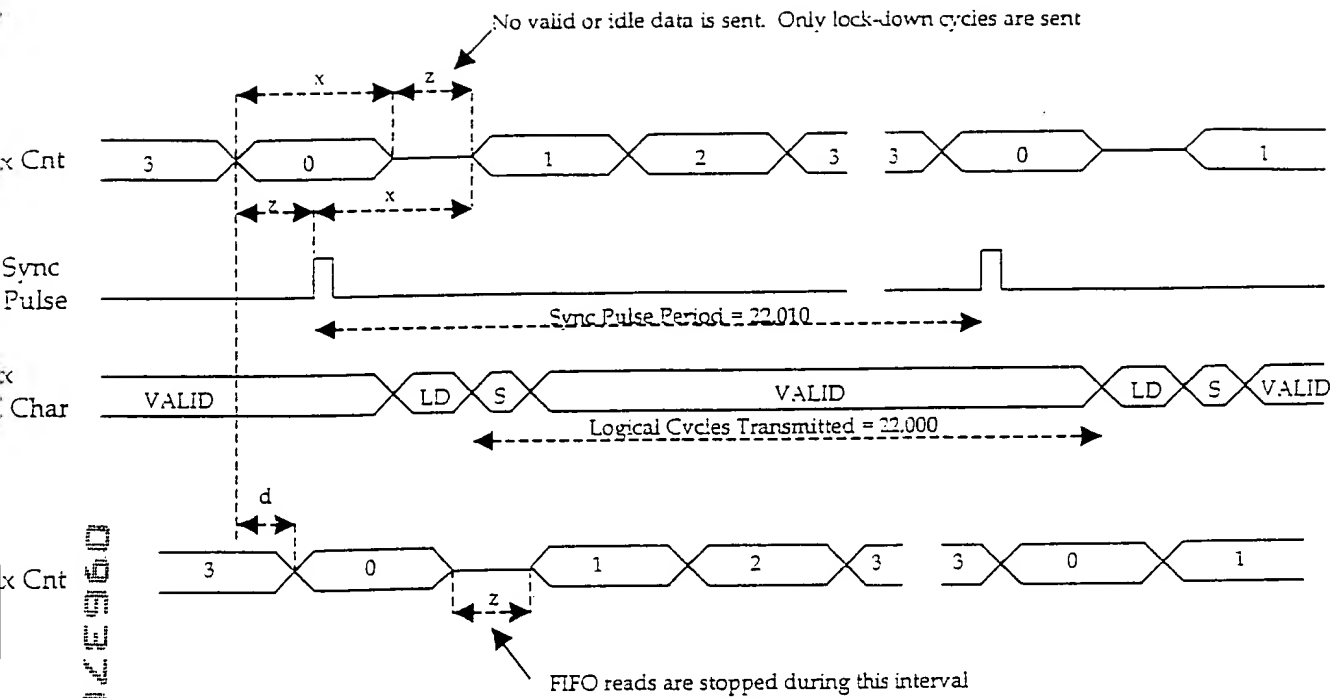 No valid or idle data is sent. Only lock-down cycles are sent
x z
x Cnt 3 0 1 2 3 3 0 1
z x
Sync
Pulse
Sync Pulse Period = 22.010
x
Char VALID LD S VALID LD S VALID
Logical Cycles Transmitted = 22.000
d
x Cnt 3 0 1 2 3 3 0 1
z
FIFO reads are stopped during this interval